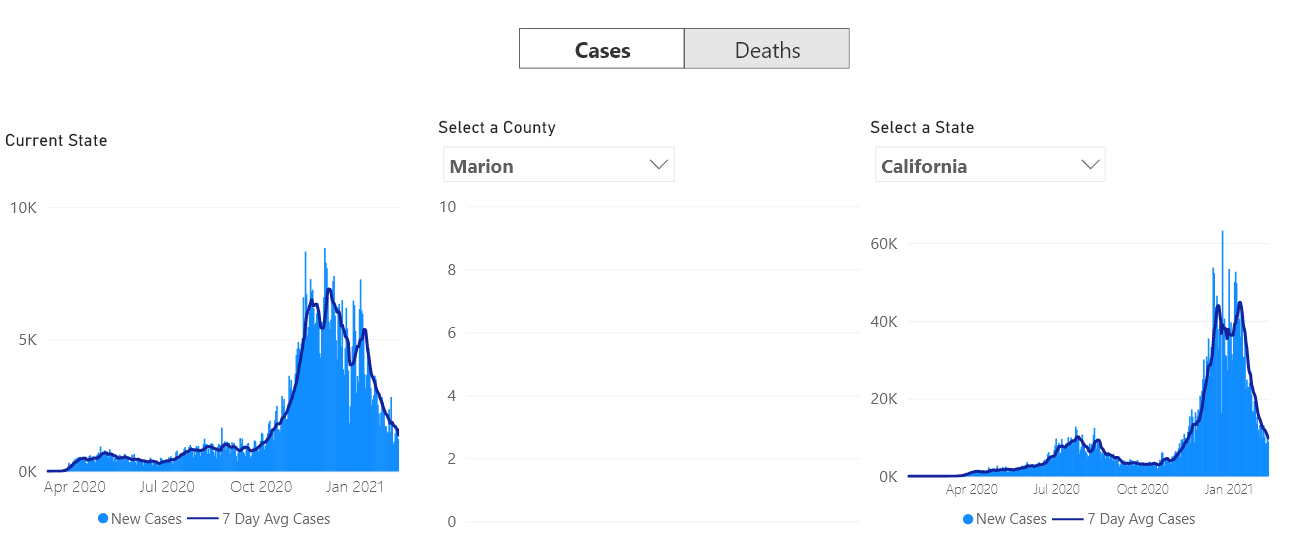 Cases
Deaths
Current State
10K
5K
0K
Apr 2020
Jul 2020
Oct 2020
Jan 2021
New Cases
7 Day Avg Cases
Select a County
Marion
10
8
6
4
2
0
Select a State
California
60K
40K
20K
0K
Apr 2020
Jul 2020
Oct 2020
Jan 2021
New Cases
7 Day Avg Cases